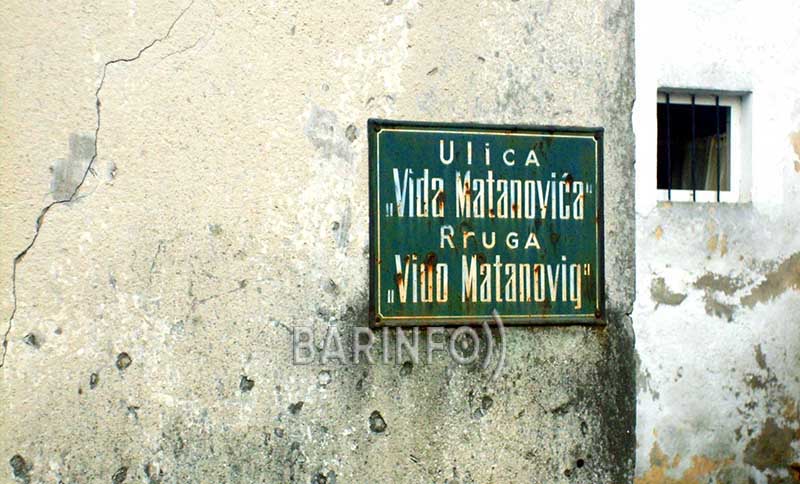 Ulica
„Vida Matanovića“
Rruga
„Vido Matanoviq“
BARINFO